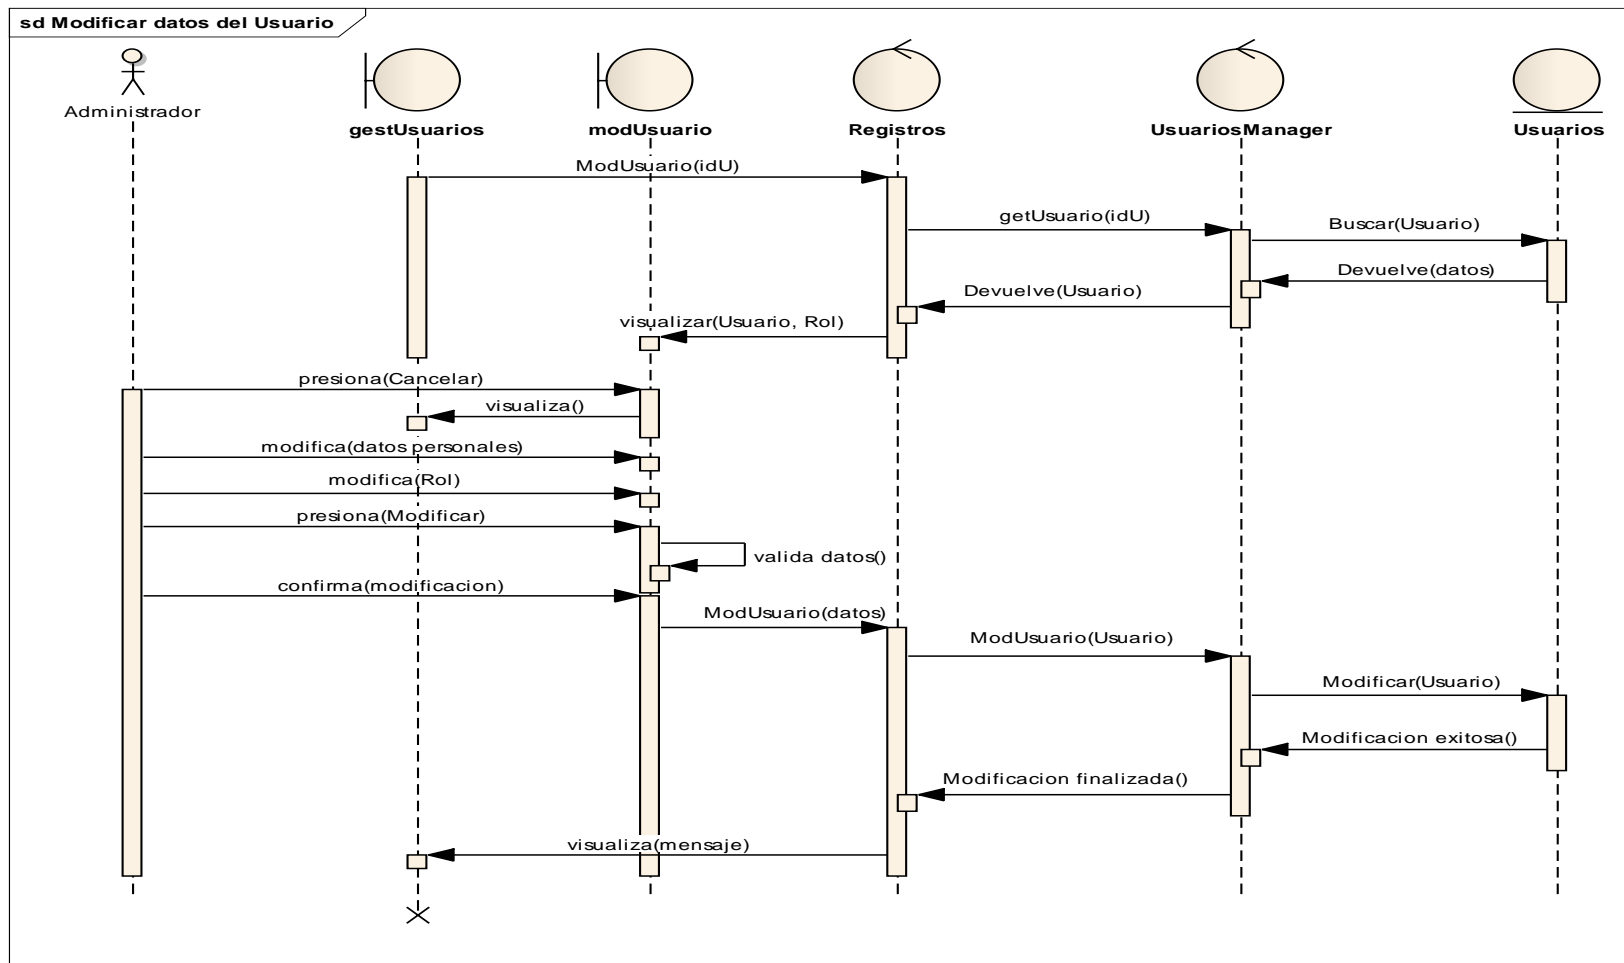 sd Modificar datos del Usuario
Administrador
gestUsuarios
modUsuario
Registros
UsuariosManager
Usuarios
ModUsuario(idU)
getUsuario(idU)
Buscar(Usuario)
Devuelve(datos)
Devuelve(Usuario)
visualizar(Usuario, Rol)
presiona(Cancelar)
visualiza()
modifica(datos personales)
modifica(Rol)
presiona(Modificar)
valida datos()
confirma(modificacion)
ModUsuario(datos)
ModUsuario(Usuario)
Modificar(Usuario)
Modificacion exitosa()
Modificacion finalizada()
visualiza(mensaje)